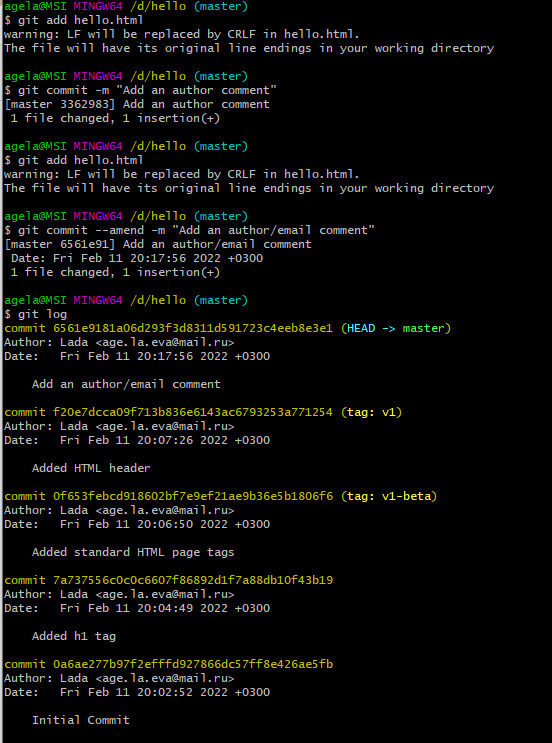 agela@MSI MINGW64 /d/hello (master)
$ git add hello.html
warning: LF will be replaced by CRLF in hello.html.
The file will have its original line endings in your working directory
agela@MSI MINGW64 /d/hello (master)
$ git commit -m "Add an author comment"
[master 3362983] Add an author comment
1 file changed, 1 insertion(+)
agela@MSI MINGW64 /d/hello (master)
$ git add hello.html
warning: LF will be replaced by CRLF in hello.html.
The file will have its original line endings in your working directory
agela@MSI MINGW64 /d/hello (master)
$ git commit --amend -m "Add an author/email comment"
[master 6561e91] Add an author/email comment
Date: Fri Feb 11 20:17:56 2022 +0300
1 file changed, 1 insertion(+)
agela@MSI MINGW64 /d/hello (master)
$ git log
commit 6561e9181a06d293f3d8311d591723c4eeb8e3e1 (HEAD -> master)
Author: Lada <age.la.eva@mail.ru>
Date:   Fri Feb 11 20:17:56 2022 +0300
Add an author/email comment
commit f20e7dcca09f713b836e6143ac6793253a771254 (tag: v1)
Author: Lada <age.la.eva@mail.ru>
Date:   Fri Feb 11 20:07:26 2022 +0300
Added HTML header
commit 0f653febcd918602bf7e9ef21ae9b36e5b1806f6 (tag: v1-beta)
Author: Lada <age.la.eva@mail.ru>
Date:   Fri Feb 11 20:06:50 2022 +0300
Added standard HTML page tags
commit 7a737556c0c0c6607f86892d1f7a88db10f43b19
Author: Lada <age.la.eva@mail.ru>
Date:   Fri Feb 11 20:04:49 2022 +0300
Added h1 tag
commit 0a6ae277b97f2efffd927866dc57ff8e426ae5fb
Author: Lada <age.la.eva@mail.ru>
Date:   Fri Feb 11 20:02:52 2022 +0300
Initial Commit